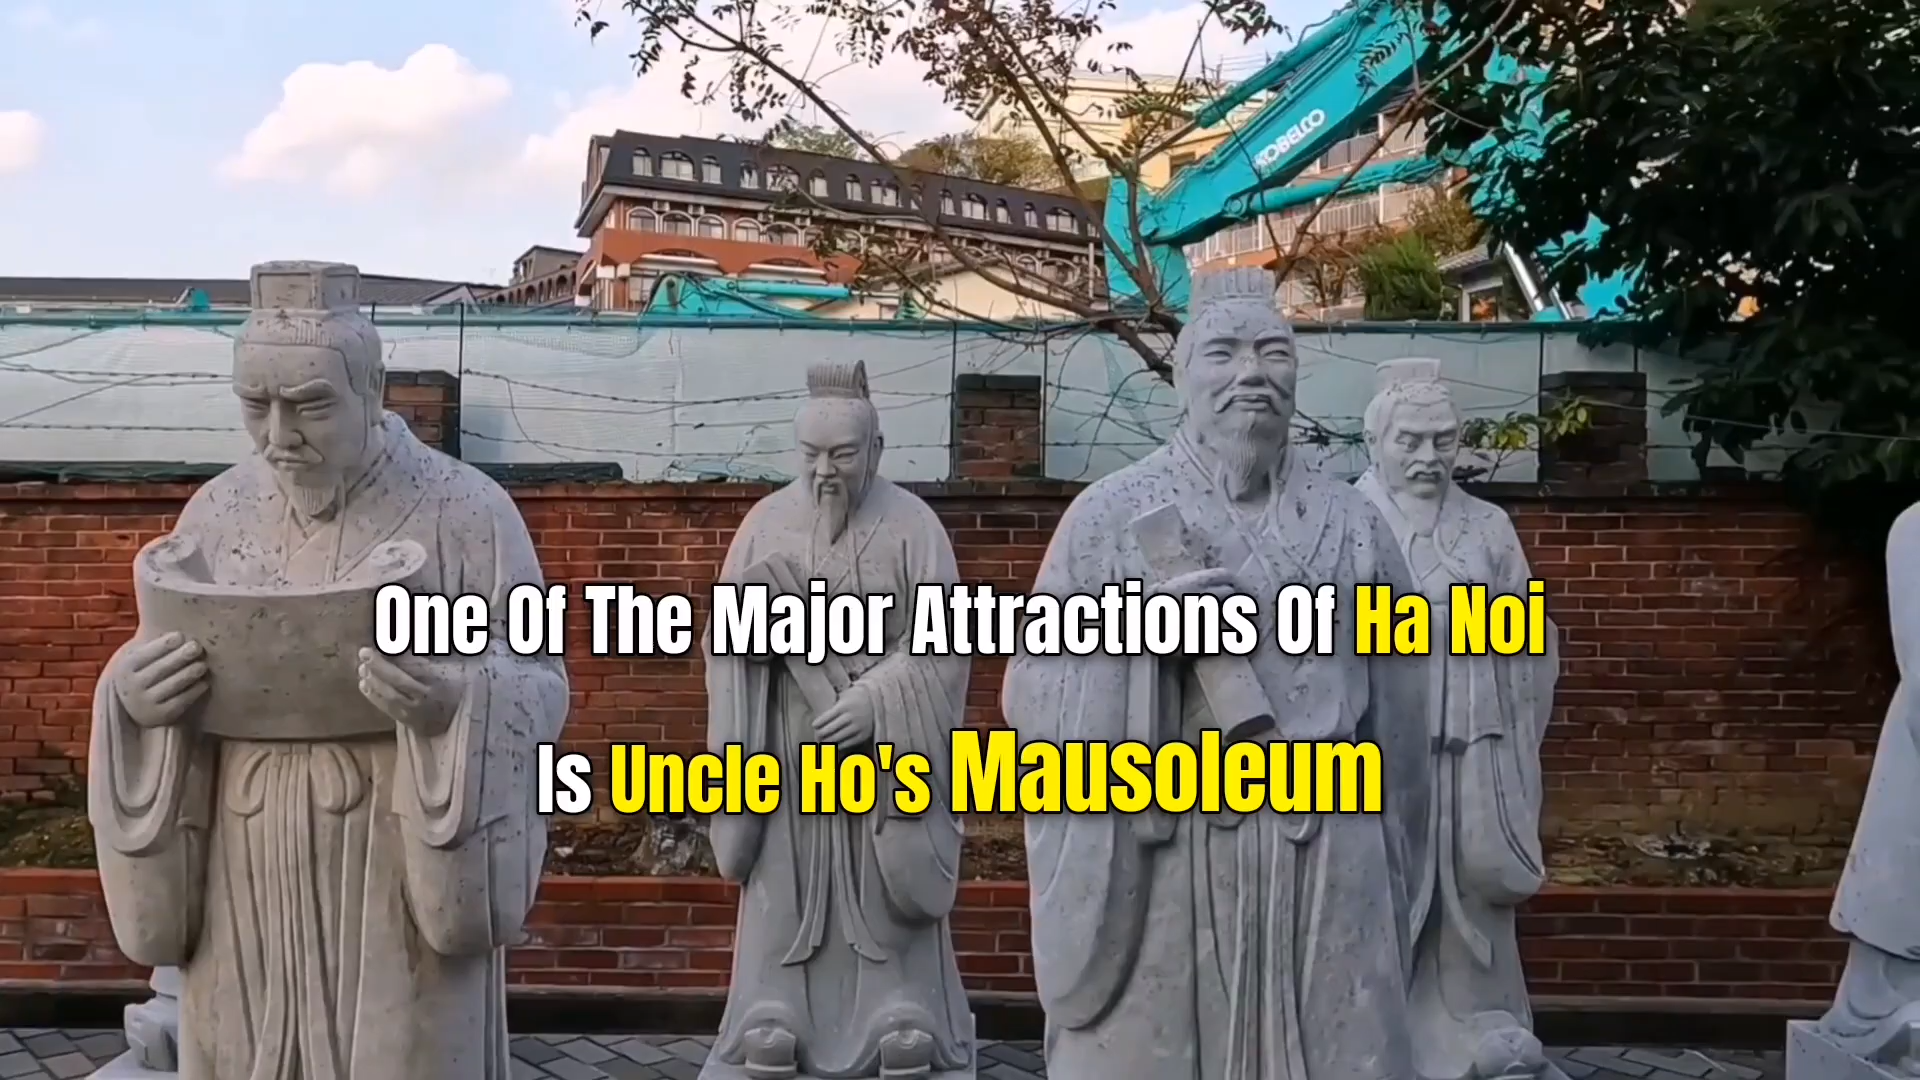 KOBELCO
One Of The Major Attractions Of Ha Noi
Is Uncle Ho's Mausoleum